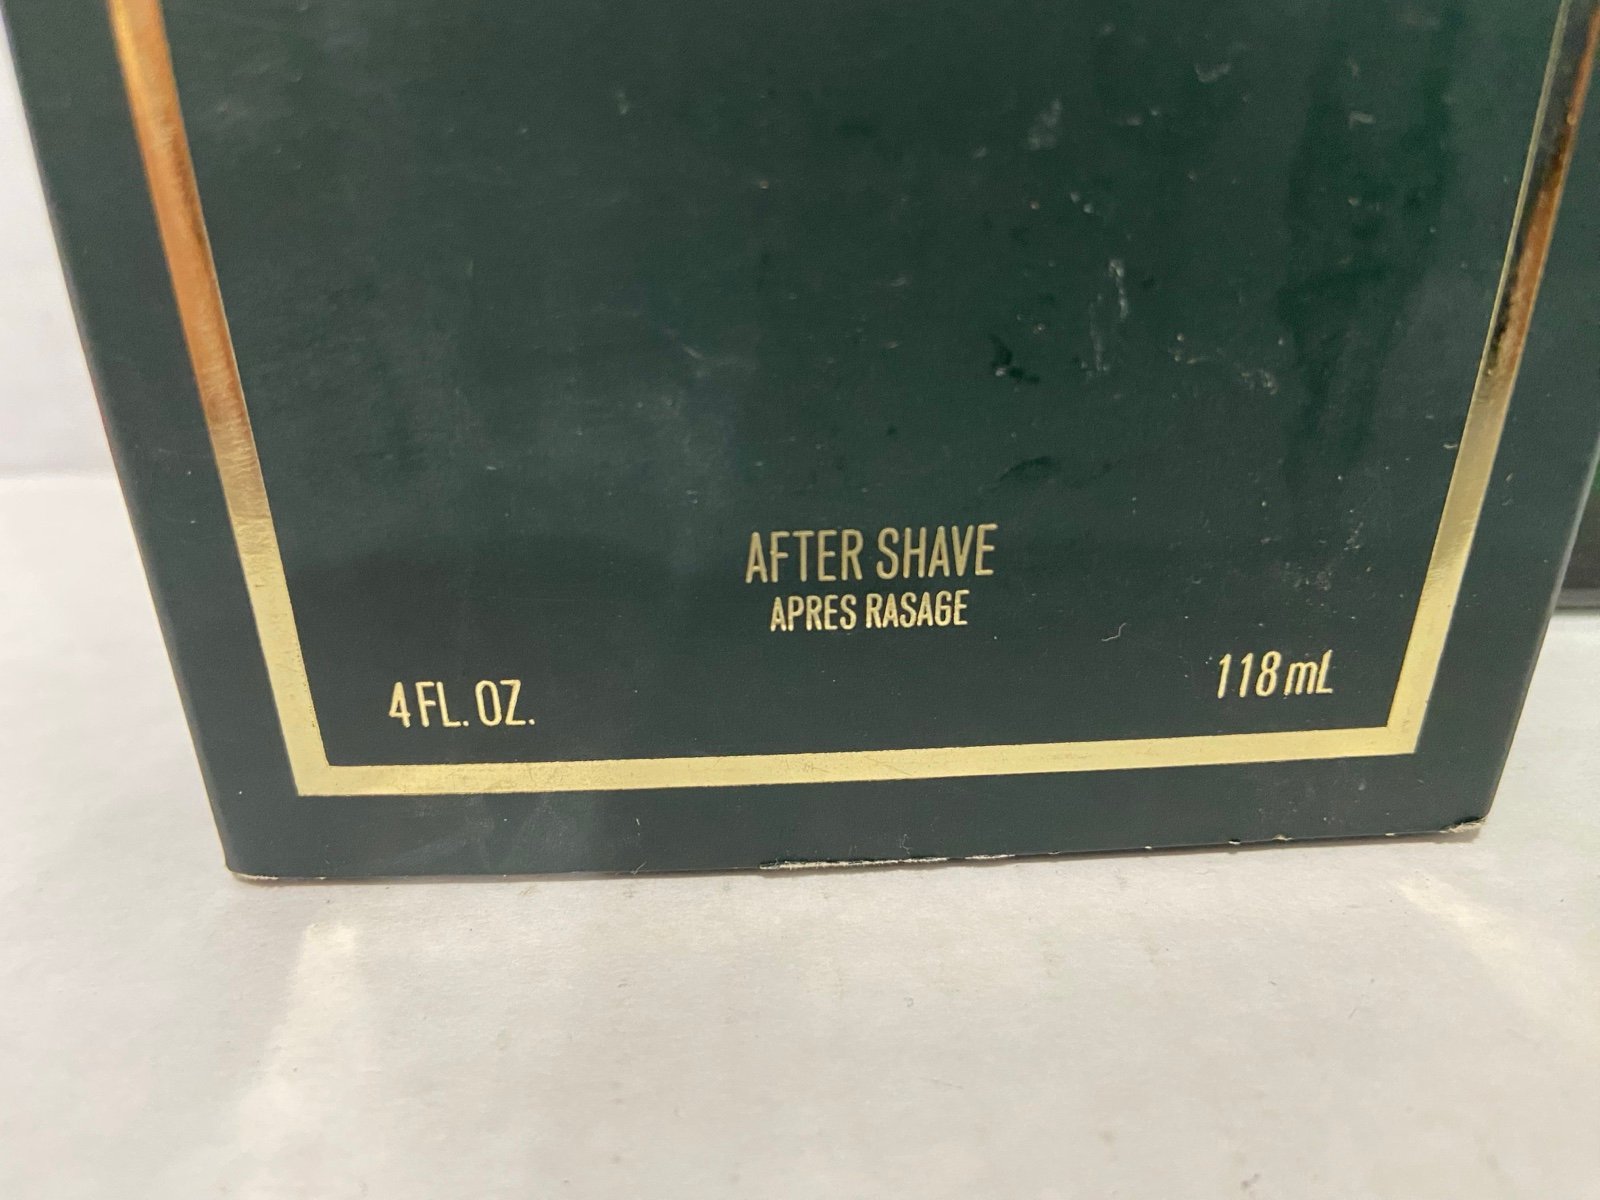 AFTER SHAVE
APRES RASAGE
4 FL. OZ.
118 mL